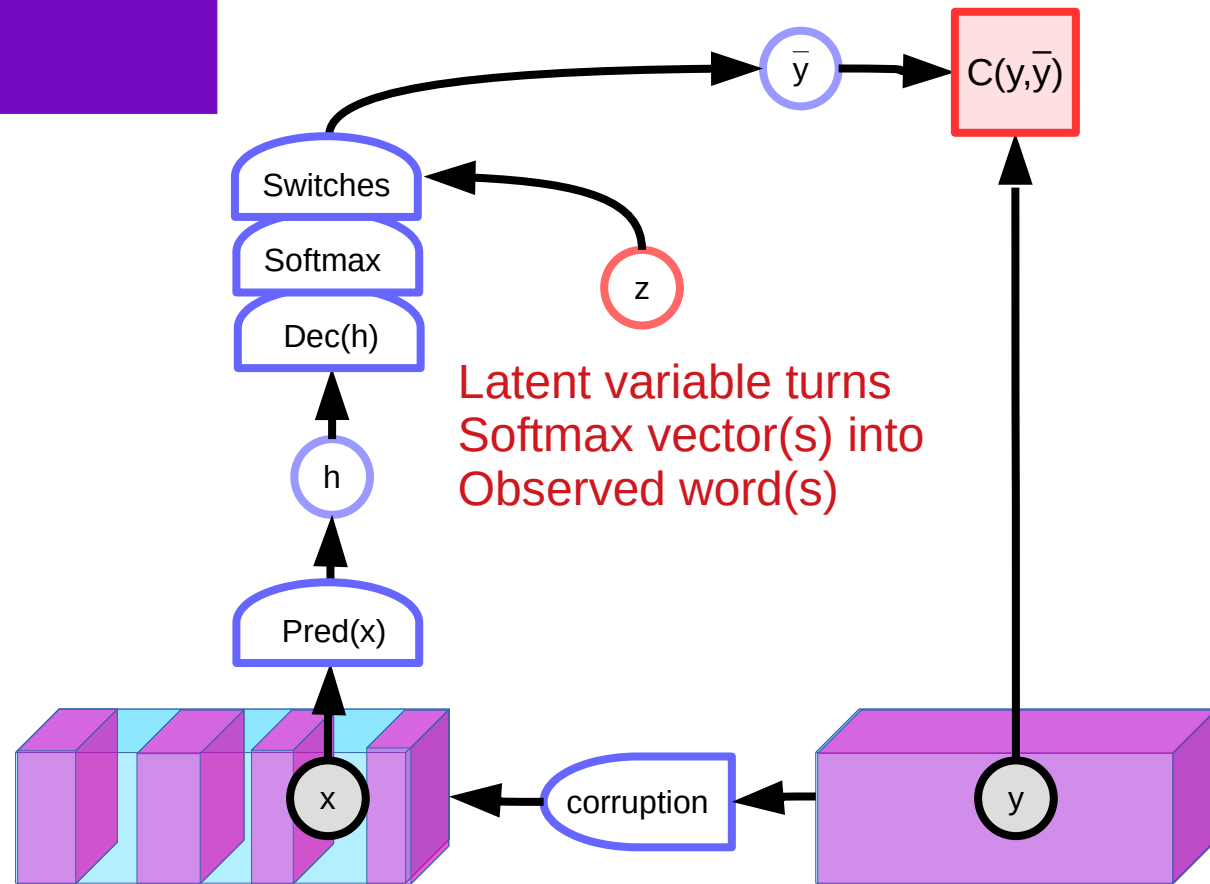 ȳ
C(y,ȳ)
Switches
Softmax
z
Dec(h)
Latent variable turns
Softmax vector(s) into
Observed word(s)
h
Pred(x)
x
corruption
y